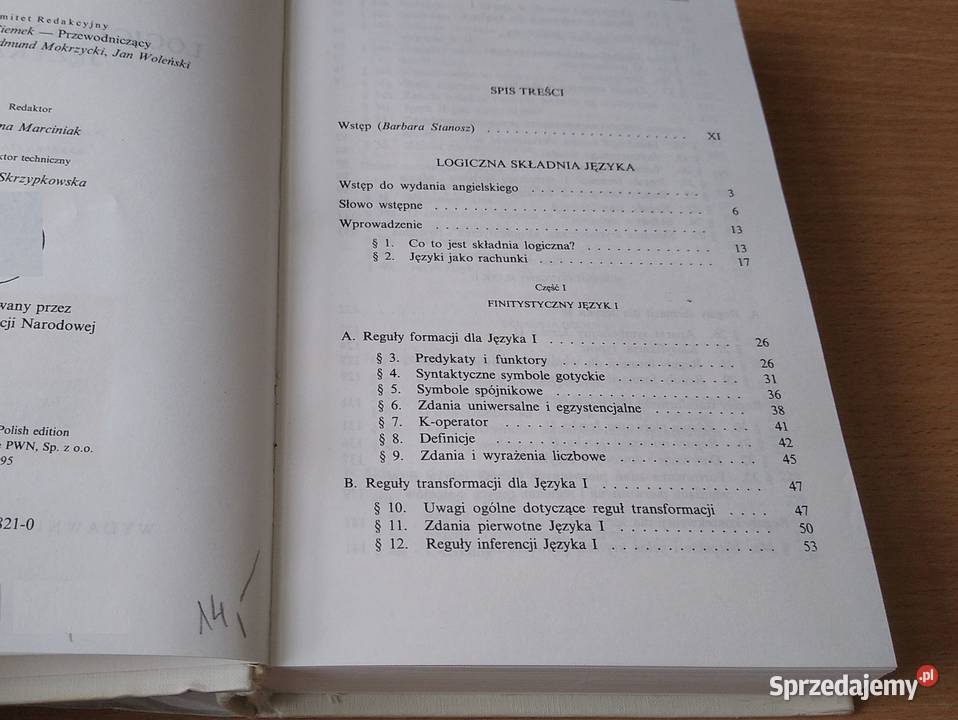 mitet Redakcyjny
iemek — Przewodniczący
dmund Mokrzycki, Jan Woleński
Redaktor
na Marciniak
ktor techniczny
Skrzypkowska
wany przez
cji Narodowej
Polish edition
PWN, Sp. z o.o.
95
821-0
141
SPIS TREŚCI
Wstęp (Barbara Stanosz) . . . . . . . . . . . . . . . . . . . . XI
LOGICZNA SKŁADNIA JĘZYKA
Wstęp do wydania angielskiego . . . . . . . . . . . . . . . 3
Słowo wstępne . . . . . . . . . . . . . . . . . . . . . . . . 6
Wprowadzenie . . . . . . . . . . . . . . . . . . . . . . . . 13
§ 1. Co to jest składnia logiczna? . . . . . . . . . . . . 13
§ 2. Języki jako rachunki . . . . . . . . . . . . . . . . . 17
Część I
FINITYSTYCZNY JĘZYK I
A. Reguły formacji dla Języka I . . . . . . . . . . . . . . 26
§ 3. Predykaty i funktory . . . . . . . . . . . . . . . 26
§ 4. Syntaktyczne symbole gotyckie . . . . . . . . . 31
§ 5. Symbole spójnikowe . . . . . . . . . . . . . . . 36
§ 6. Zdania uniwersalne i egzystencjalne . . . . . . . 38
§ 7. K-operator . . . . . . . . . . . . . . . . . . . 41
§ 8. Definicje . . . . . . . . . . . . . . . . . . . 42
§ 9. Zdania i wyrażenia liczbowe . . . . . . . . . . 45
B. Reguły transformacji dla Języka I . . . . . . . . . . . 47
§ 10. Uwagi ogólne dotyczące reguł transformacji . . . . 47
§ 11. Zdania pierwotne Języka I . . . . . . . . . . . 50
§ 12. Reguły inferencji Języka I . . . . . . . . . . . 53
Sprzedajemy.pl